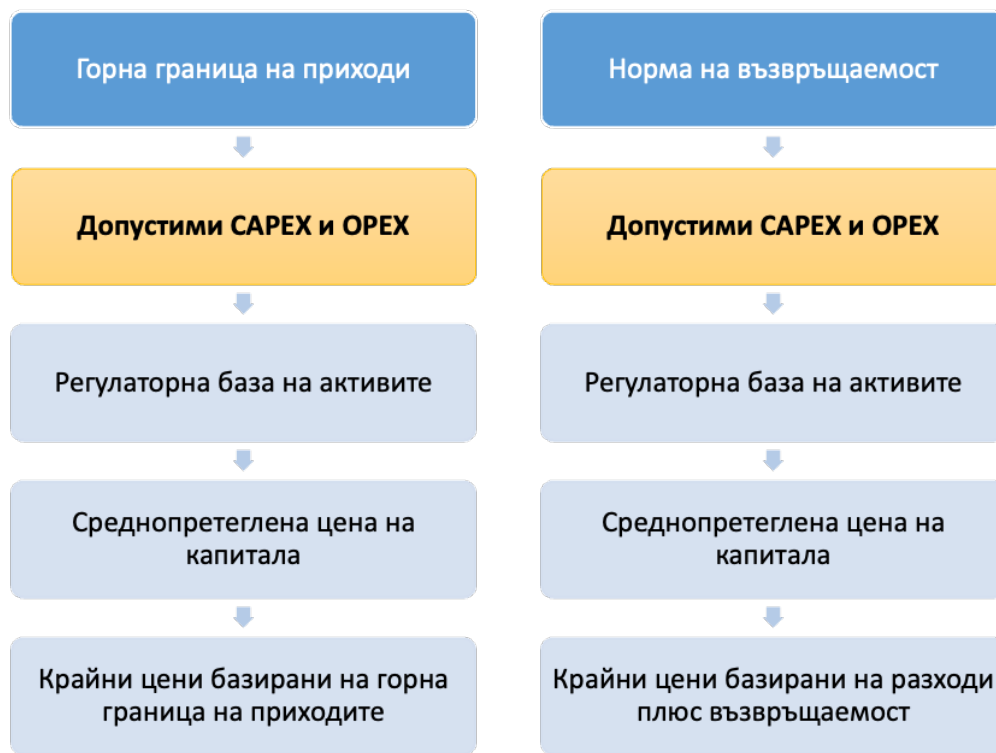 Горна граница на приходи
Допустими CAPEX и OPEX
Регулаторна база на активите
Среднопретеглена цена на
капитала
Крайни цени базирани на горна
граница на приходите
Норма на възвръщаемост
Допустими CAPEX и OPEX
Регулаторна база на активите
Среднопретеглена цена на
капитала
Крайни цени базирани на разходи
плюс възвръщаемост